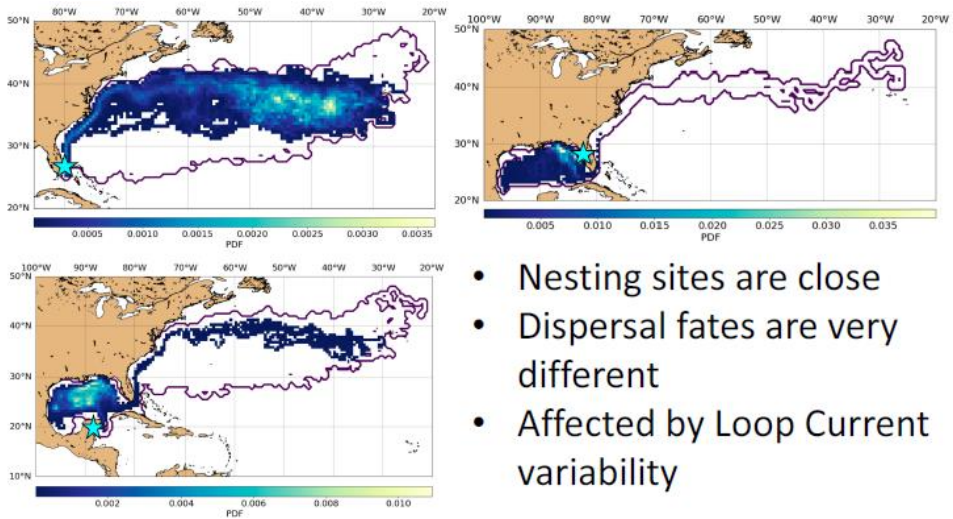 80°W 70°W 60°W 50°W 40°W 30°W 20°W
50°N
40°N
30°N
20°N
0.0005 0.0010 0.0015 0.0020 0.0025 0.0030 0.0035
PDF
100°W 90°W 80°W 70°W 60°W 50°W 40°W 30°W 20°W
50°N
40°N
30°N
20°N
0.005 0.010 0.015 0.020 0.025 0.030 0.035
PDF
100°W 90°W 80°W 70°W 60°W 50°W 40°W 30°W 20°W
50°N
40°N
30°N
20°N
10°N
0.002 0.004 0.006 0.008 0.010
PDF
• Nesting sites are close
• Dispersal fates are very
different
• Affected by Loop Current
variability